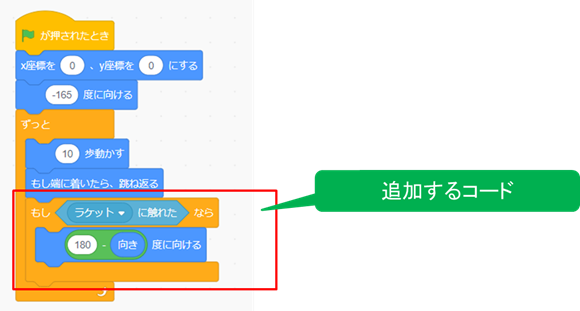 が押されたとき
x座標を 0 、y座標を 0 にする
-165 度に向ける
ずっと
10 歩動かす
もし端に着いたら、跳ね返る
もし ラケット に触れた なら
180 - 向き 度に向ける
追加するコード